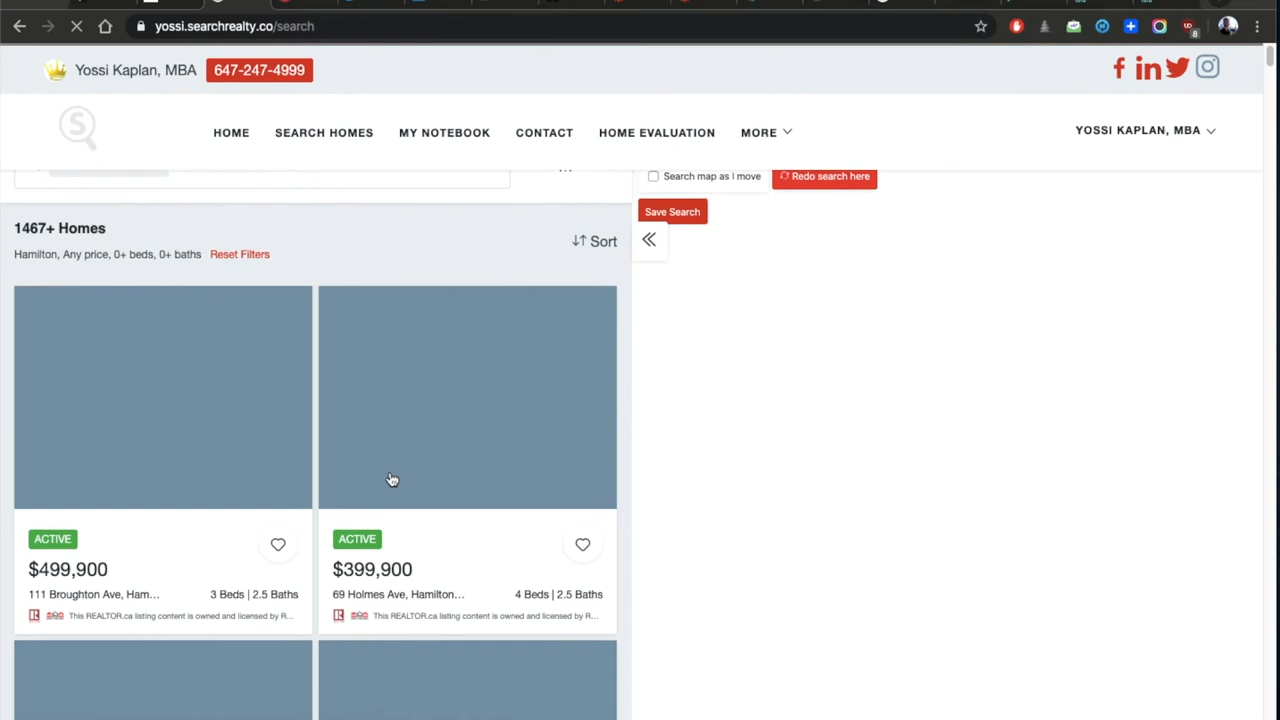 yossi.searchrealty.co/search
8
Yossi Kaplan, MBA 647-247-4999
S
HOME SEARCH HOMES MY NOTEBOOK CONTACT HOME EVALUATION MORE YOSSI KAPLAN, MBA
Search map as I move Redo search here
Save Search
1467+ Homes
Sort
Hamilton, Any price, 0+ beds, 0+ baths Reset Filters
ACTIVE ACTIVE
$499,900 $399,900
111 Broughton Ave, Ham... 3 Beds | 2.5 Baths 69 Holmes Ave, Hamilton... 4 Beds | 2.5 Baths
This REALTOR.ca listing content is owned and licensed by R... This REALTOR.ca listing content is owned and licensed by R...